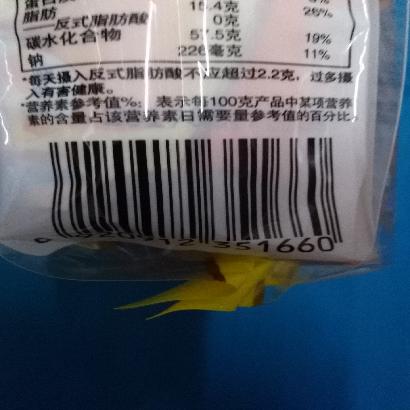 脂肪 15.4克 26%
—反式脂肪酸 0克
碳水化合物 57.5克 19%
钠 226毫克 11%
*每天摄入反式脂肪酸不应超过2.2克，过多摄
入有害健康。
*营养素参考值%：表示每100克产品中某项营养
素的含量占该营养素日需要量参考值的百分比。
351660